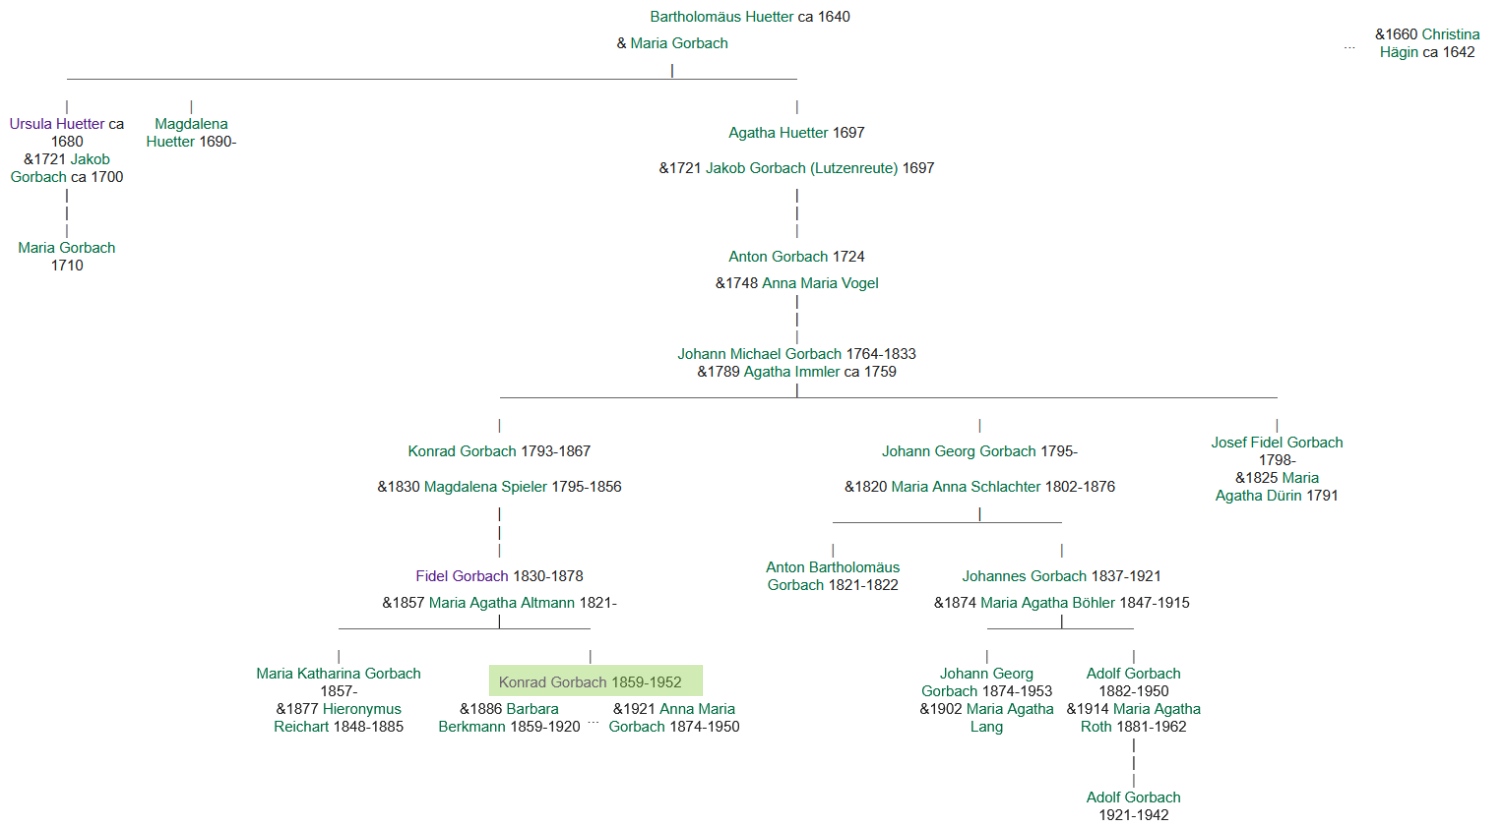 Bartholomäus Huetter ca 1640
& Maria Gorbach
...
&1660 Christina
Hägin ca 1642
Ursula Huetter ca
1680
&1721 Jakob
Gorbach ca 1700
Magdalena
Huetter 1690-
Agatha Huetter 1697
&1721 Jakob Gorbach (Lutzenreute) 1697
Maria Gorbach
1710
Anton Gorbach 1724
&1748 Anna Maria Vogel
Johann Michael Gorbach 1764-1833
&1789 Agatha Immler ca 1759
Konrad Gorbach 1793-1867
&1830 Magdalena Spieler 1795-1856
Johann Georg Gorbach 1795-
&1820 Maria Anna Schlachter 1802-1876
Josef Fidel Gorbach
1798-
&1825 Maria
Agatha Dürin 1791
Fidel Gorbach 1830-1878
&1857 Maria Agatha Altmann 1821-
Anton Bartholomäus
Gorbach 1821-1822
Johannes Gorbach 1837-1921
&1874 Maria Agatha Böhler 1847-1915
Maria Katharina Gorbach
1857-
&1877 Hieronymus
Reichart 1848-1885
Konrad Gorbach 1859-1952
&1886 Barbara
Berkmann 1859-1920
...
&1921 Anna Maria
Gorbach 1874-1950
Johann Georg
Gorbach 1874-1953
&1902 Maria Agatha
Lang
Adolf Gorbach
1882-1950
&1914 Maria Agatha
Roth 1881-1962
Adolf Gorbach
1921-1942